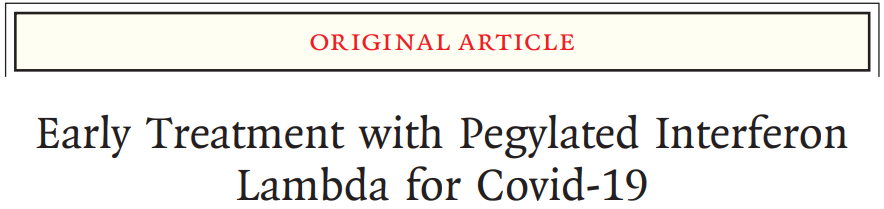 ORIGINAL ARTICLE
Early Treatment with Pegylated Interferon
Lambda for Covid-19